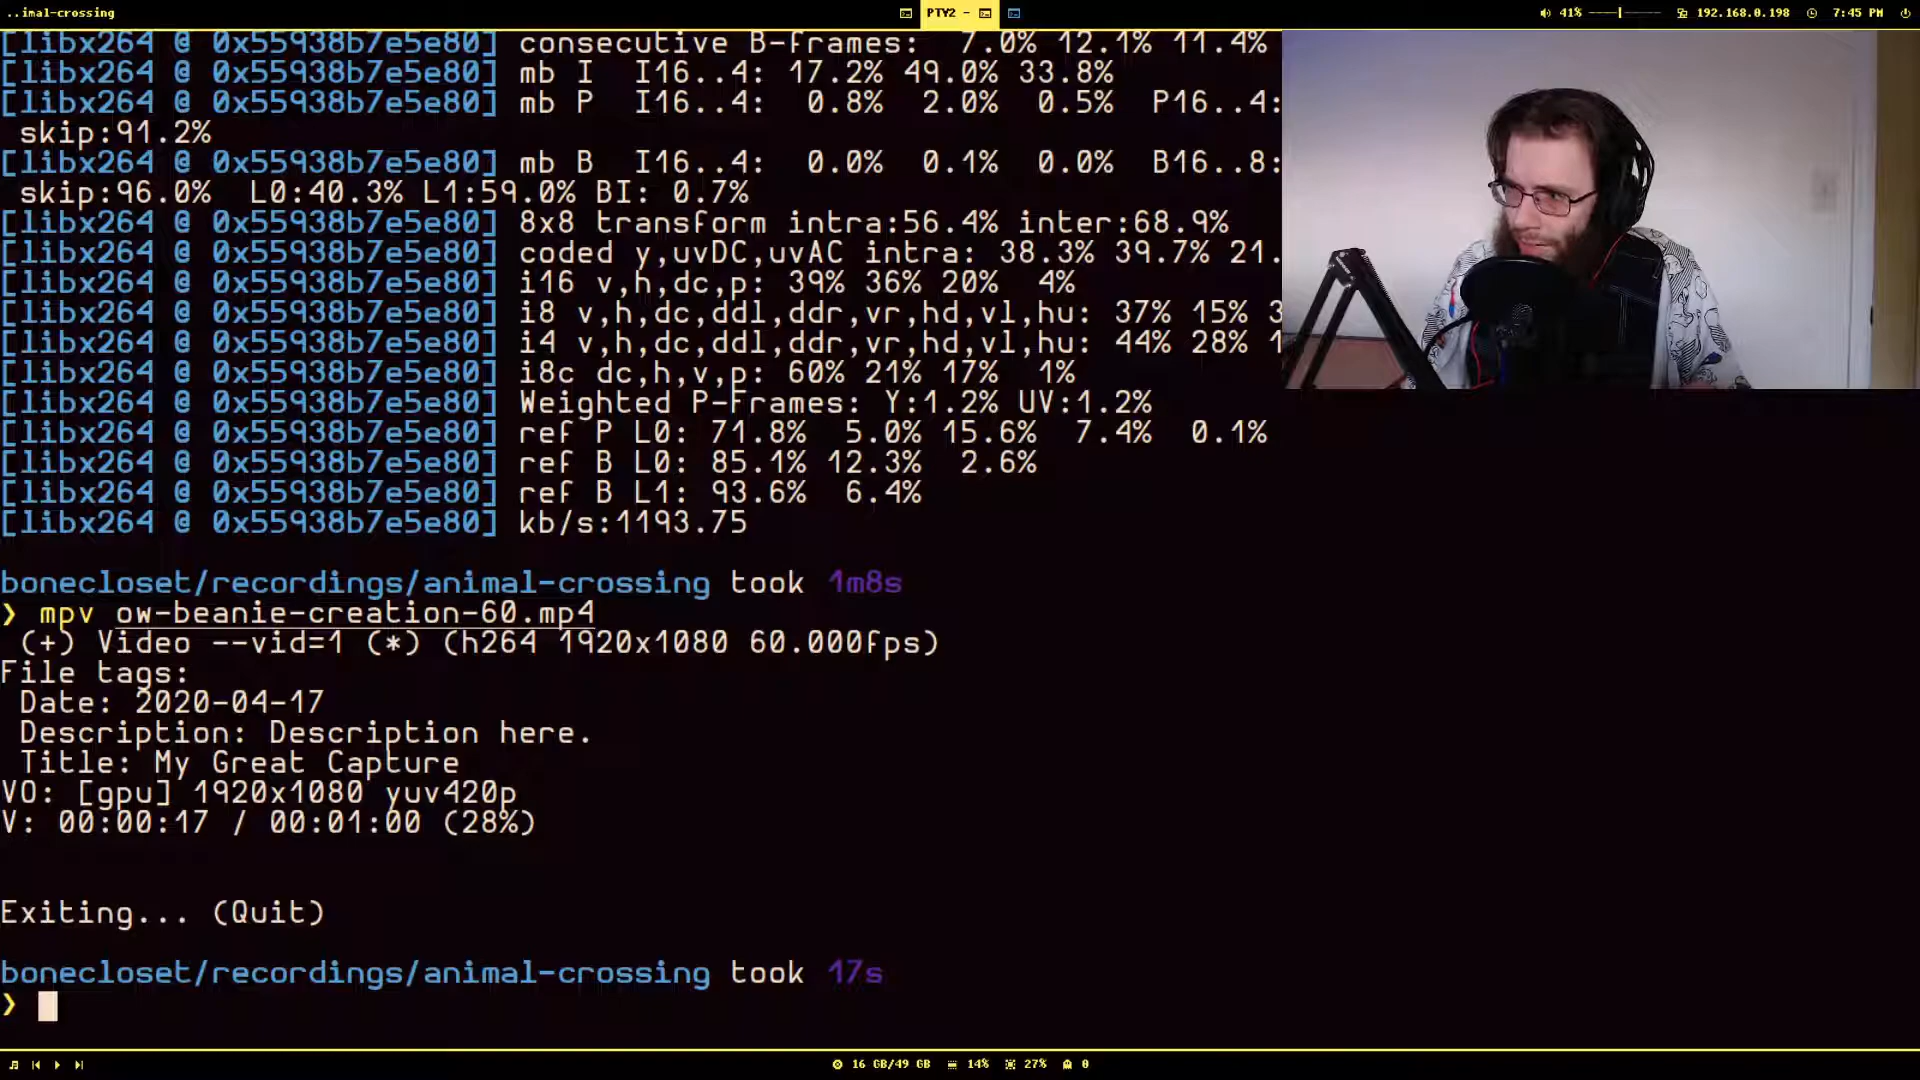 ..imal-crossing
PTY2 -
41%
192.168.0.198
7:45 PM
[libx264 @ 0x55938b7e5e80] consecutive B-frames:  7.0% 12.1% 11.4%
[libx264 @ 0x55938b7e5e80] mb I  I16..4: 17.2% 49.0% 33.8%
[libx264 @ 0x55938b7e5e80] mb P  I16..4:  0.8%  2.0%  0.5%  P16..4:
 skip:91.2%
[libx264 @ 0x55938b7e5e80] mb B  I16..4:  0.0%  0.1%  0.0%  B16..8:
 skip:96.0%  L0:40.3% L1:59.0% BI: 0.7%
[libx264 @ 0x55938b7e5e80] 8x8 transform intra:56.4% inter:68.9%
[libx264 @ 0x55938b7e5e80] coded y,uvDC,uvAC intra: 38.3% 39.7% 21.
[libx264 @ 0x55938b7e5e80] i16 v,h,dc,p: 39% 36% 20%  4%
[libx264 @ 0x55938b7e5e80] i8 v,h,dc,ddl,ddr,vr,hd,vl,hu: 37% 15% 3
[libx264 @ 0x55938b7e5e80] i4 v,h,dc,ddl,ddr,vr,hd,vl,hu: 44% 28% 1
[libx264 @ 0x55938b7e5e80] i8c dc,h,v,p: 60% 21% 17%  1%
[libx264 @ 0x55938b7e5e80] Weighted P-Frames: Y:1.2% UV:1.2%
[libx264 @ 0x55938b7e5e80] ref P L0: 71.8%  5.0% 15.6%  7.4%  0.1%
[libx264 @ 0x55938b7e5e80] ref B L0: 85.1% 12.3%  2.6%
[libx264 @ 0x55938b7e5e80] ref B L1: 93.6%  6.4%
[libx264 @ 0x55938b7e5e80] kb/s:1193.75
bonecloset/recordings/animal-crossing took 1m8s
❯ mpv ow-beanie-creation-60.mp4
 (+) Video --vid=1 (*) (h264 1920x1080 60.000fps)
File tags:
 Date: 2020-04-17
 Description: Description here.
 Title: My Great Capture
VO: [gpu] 1920x1080 yuv420p
V: 00:00:17 / 00:01:00 (28%)
Exiting... (Quit)
bonecloset/recordings/animal-crossing took 17s
❯
16 GB/49 GB
14%
27%
0